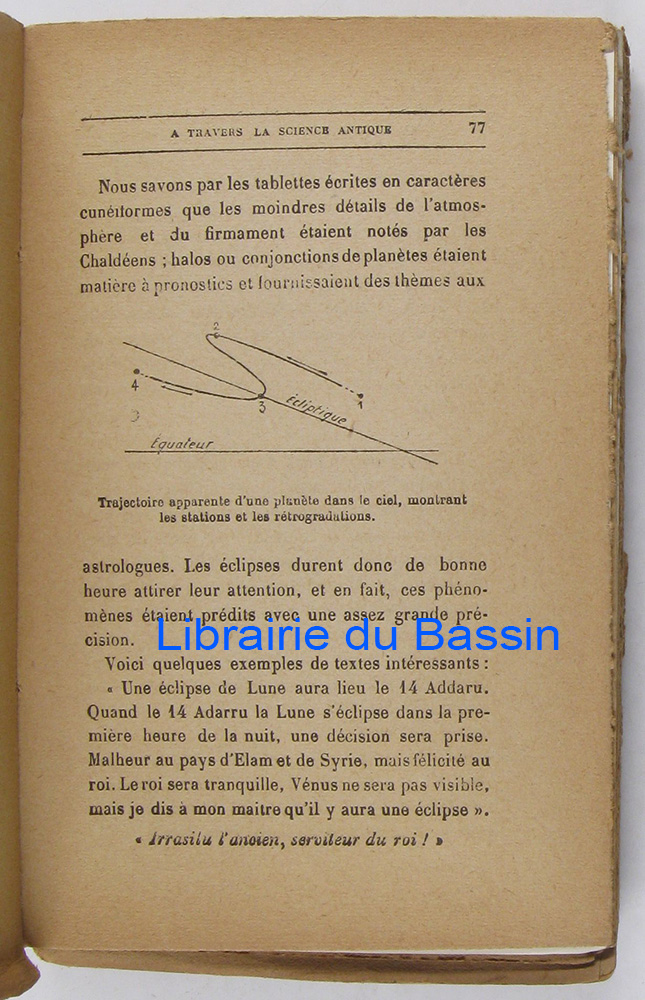 A TRAVERS LA SCIENCE ANTIQUE 77
Nous savons par les tablettes écrites en caractères
cunéiformes que les moindres détails de l'atmos-
phère et du firmament étaient notés par les
Chaldéens ; halos ou conjonctions de planètes étaient
matière à pronostics et fournissaient des thèmes aux
2
4
3
1
Écliptique
Équateur
Trajectoire apparente d'une planète dans le ciel, montrant
les stations et les rétrogradations.
astrologues. Les éclipses durent donc de bonne
heure attirer leur attention, et en fait, ces phéno-
mènes étaient prédits avec une assez grande pré-
cision.
Librairie du Bassin
Voici quelques exemples de textes intéressants :
« Une éclipse de Lune aura lieu le 14 Addaru.
Quand le 14 Adarru la Lune s'éclipse dans la pre-
mière heure de la nuit, une décision sera prise.
Malheur au pays d'Elam et de Syrie, mais félicité au
roi. Le roi sera tranquille, Vénus ne sera pas visible,
mais je dis à mon maitre qu'il y aura une éclipse ».
« Irrasilu l'ancien, serviteur du roi ! »